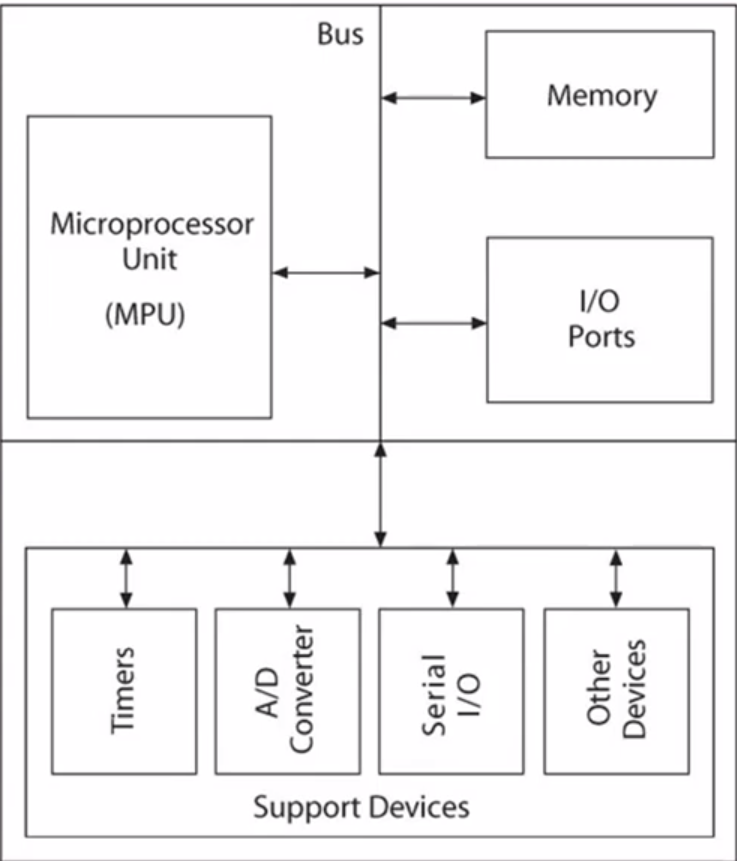 Bus
Memory
Microprocessor
Unit
(MPU)
I/O
Ports
Timers
A/D
Converter
Serial
I/O
Other
Devices
Support Devices